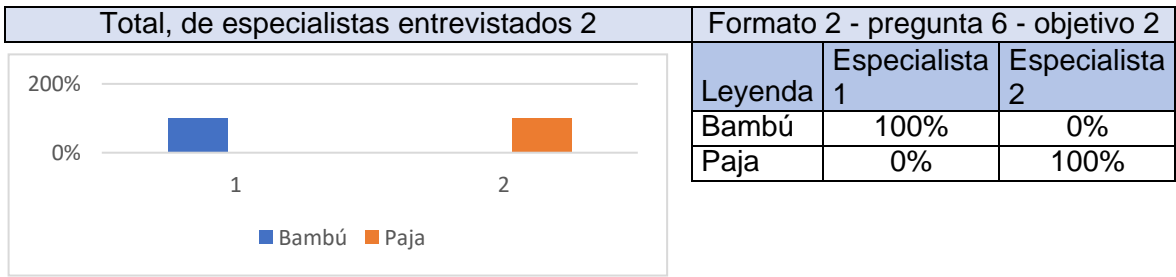 Total, de especialistas entrevistados 2
Formato 2 - pregunta 6 - objetivo 2
200%
0%
1
2
Bambú Paja
Leyenda Especialista 1 Especialista 2
Bambú 100% 0%
Paja 0% 100%